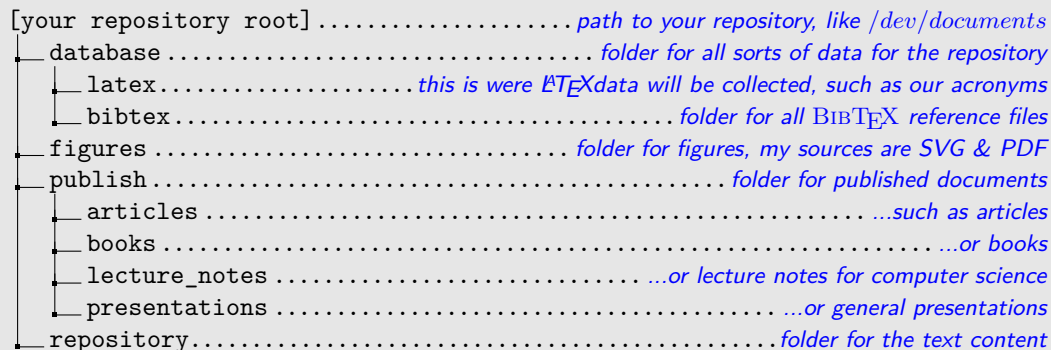 [your repository root] ..................... path to your repository, like /dev/documents
database ................................... folder for all sorts of data for the repository
latex.....................this is were LATEXdata will be collected, such as our acronyms
bibtex ............................................. folder for all BIBTEX reference files
figures .................................. folder for figures, my sources are SVG & PDF
publish ............................................... folder for published documents
articles ...................................................... ...such as articles
books .............................................................. ...or books
lecture_notes ............................... ...or lecture notes for computer science
presentations ......................................... ...or general presentations
repository................................................folder for the text content